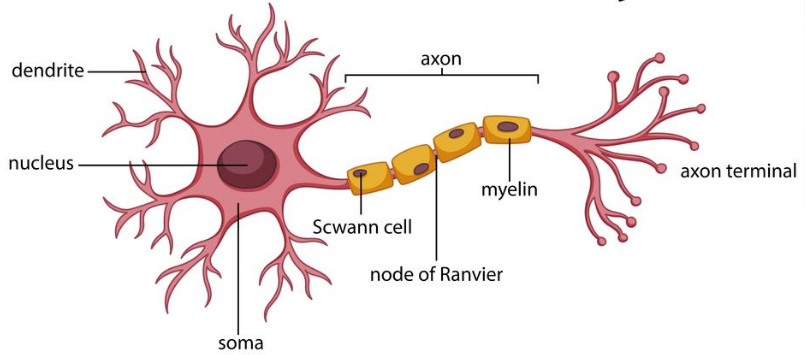 axon
dendrite
nucleus
axon terminal
myelin
Scwann cell
node of Ranvier
soma